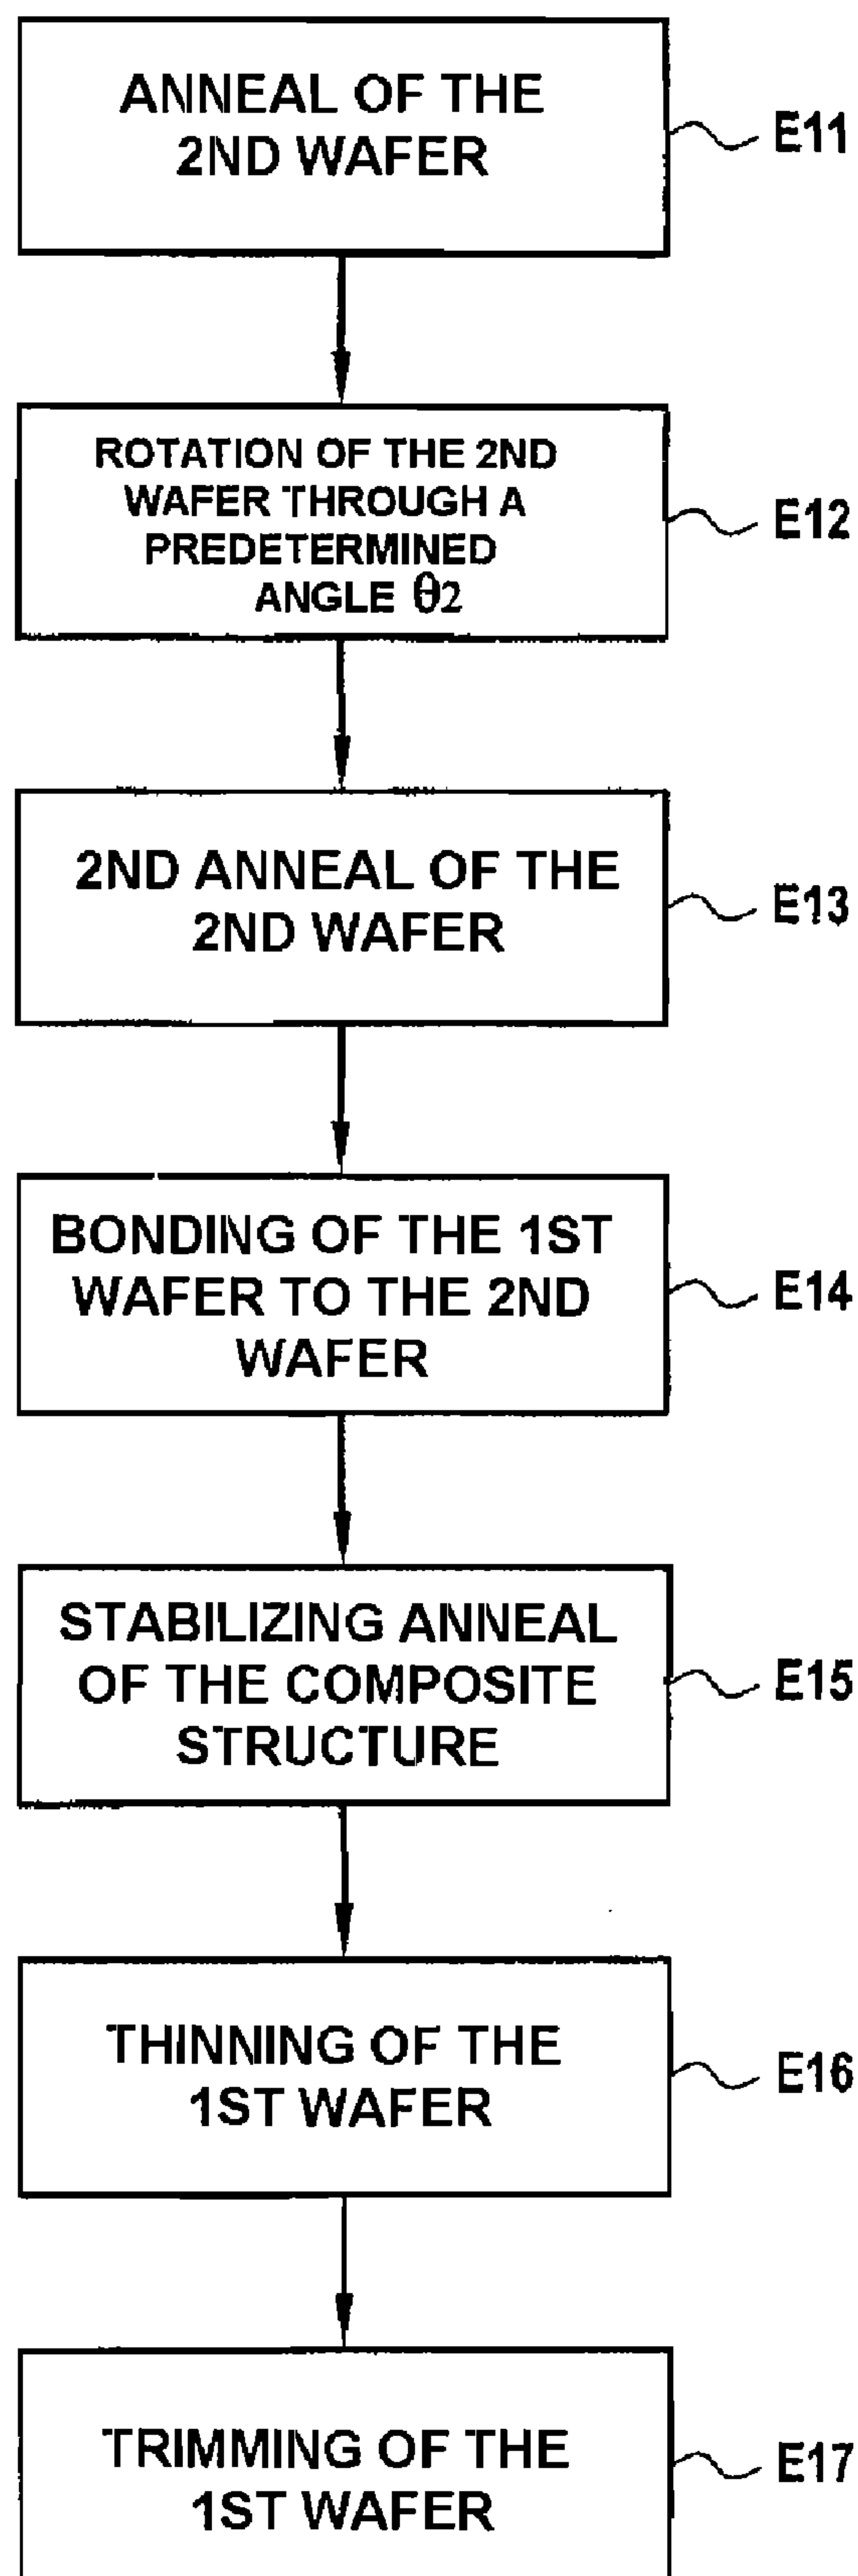 ANNEAL OF THE
2ND WAFER
E11
ROTATION OF THE 2ND
WAFER THROUGH A
PREDETERMINED
ANGLE θ2
E12
2ND ANNEAL OF THE
2ND WAFER
E13
BONDING OF THE 1ST
WAFER TO THE 2ND
WAFER
E14
STABILIZING ANNEAL
OF THE COMPOSITE
STRUCTURE
E15
THINNING OF THE
1ST WAFER
E16
TRIMMING OF THE
1ST WAFER
E17